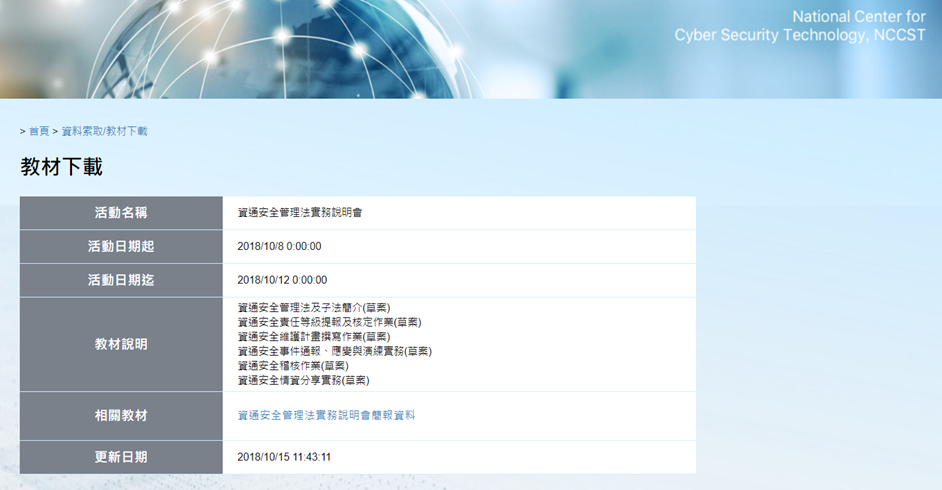 National Center for
Cyber Security Technology, NCCST
> 首頁 > 資料索取/教材下載
教材下載
活動名稱 資通安全管理法實務說明會
活動日期起 2018/10/8 0:00:00
活動日期迄 2018/10/12 0:00:00
教材說明
資通安全管理法及子法簡介(草案)
資通安全責任等級提報及核定作業(草案)
資通安全維護計畫撰寫作業(草案)
資通安全事件通報、應變與演練實務(草案)
資通安全稽核作業(草案)
資通安全情資分享實務(草案)
相關教材 資通安全管理法實務說明會簡報資料
更新日期 2018/10/15 11:43:11